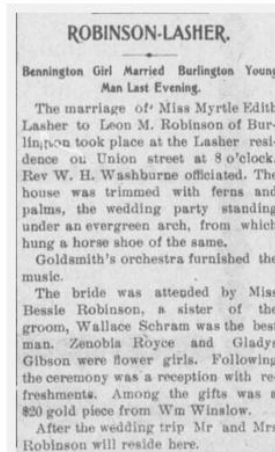 ROBINSON-LASHER.
Bennington Girl Married Burlington Young
Man Last Evening.
The marriage of Miss Myrtle Edith
Lasher to Leon M. Robinson of Bur-
lington took place at the Lasher resi-
dence on Union street at 8 o'clock.
Rev W. H. Washburne officiated. The
house was trimmed with ferns and
palms, the wedding party standing
under an evergreen arch, from which
hung a horse shoe of the same.
Goldsmith's orchestra furnished the
music.
The bride was attended by Miss
Bessie Robinson, a sister of the
groom, Wallace Schram was the best
man. Zenobia Royce and Gladys
Gibson were flower girls. Following
the ceremony was a reception with re-
freshments. Among the gifts was a
$20 gold piece from Wm Winslow.
After the wedding trip Mr and Mrs
Robinson will reside here.